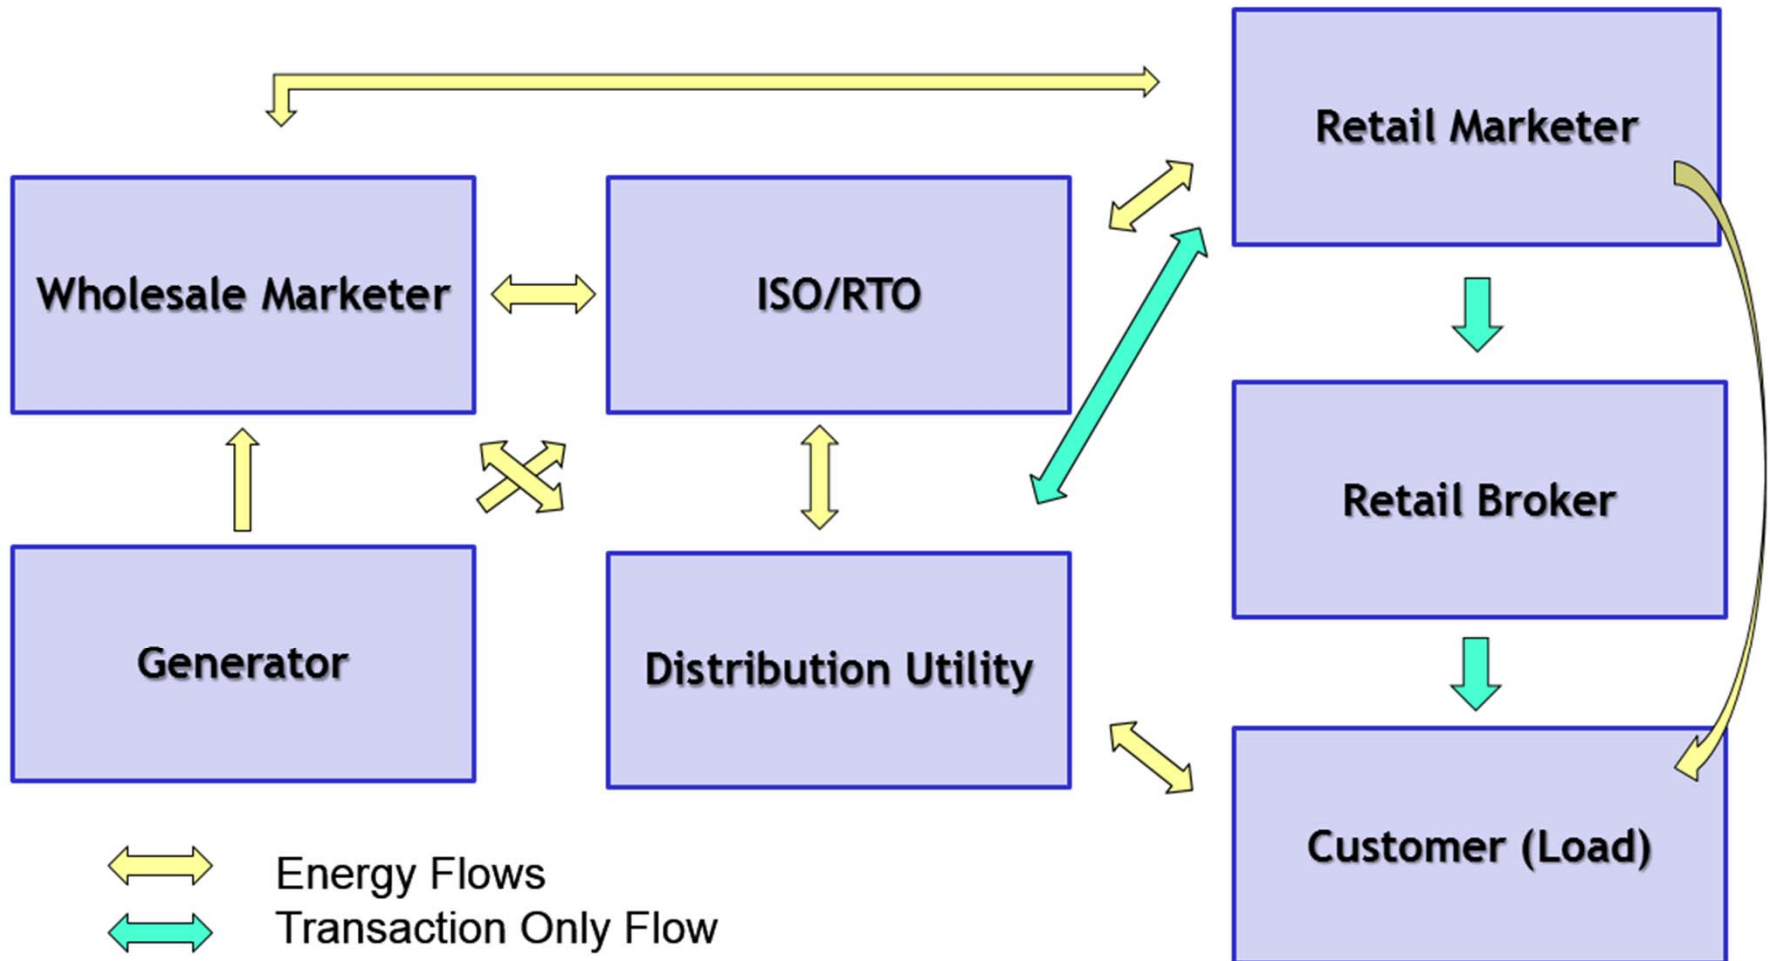 Retail Marketer
Wholesale Marketer
ISO/RTO
Retail Broker
Generator
Distribution Utility
Customer (Load)
Energy Flows
Transaction Only Flow